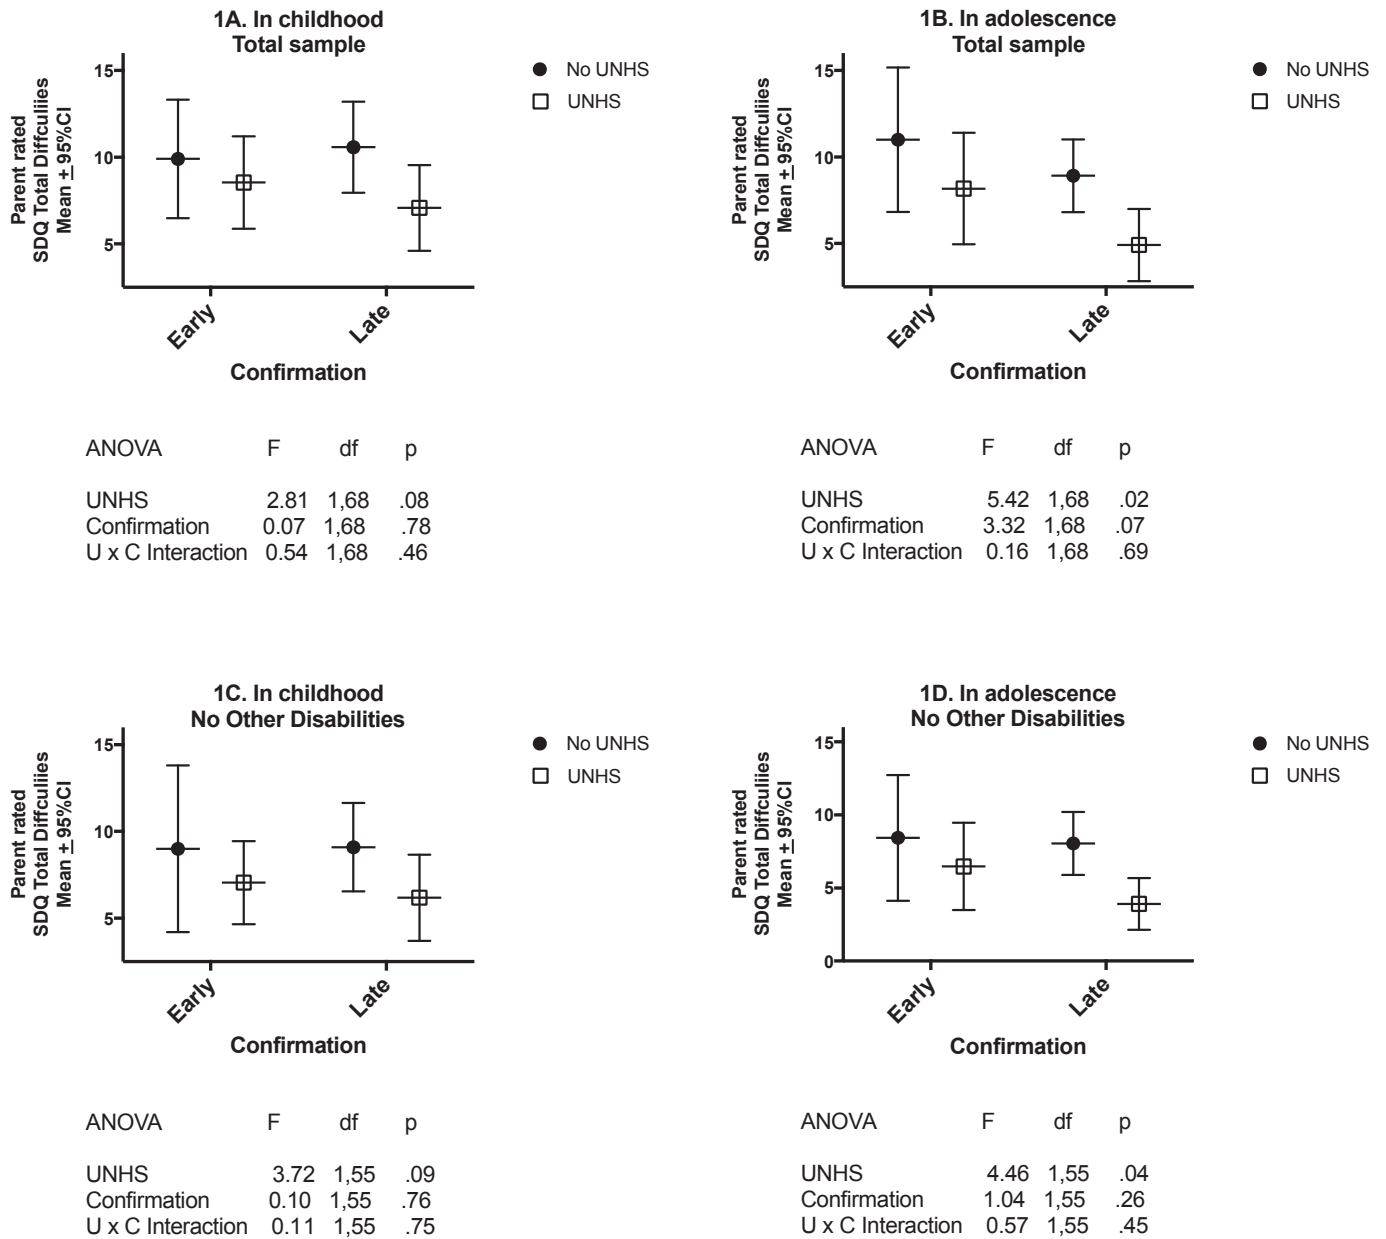 1A. In childhood
Total sample
15
10
5
Parent rated
SDQ Total Diffculiies
Mean ± 95%CI
Early
Late
Confirmation
No UNHS
UNHS
ANOVA F df p
UNHS 2.81 1,68 .08
Confirmation 0.07 1,68 .78
U x C Interaction 0.54 1,68 .46
1B. In adolescence
Total sample
15
10
5
Parent rated
SDQ Total Diffculiies
Mean ± 95%CI
Early
Late
Confirmation
No UNHS
UNHS
ANOVA F df p
UNHS 5.42 1,68 .02
Confirmation 3.32 1,68 .07
U x C Interaction 0.16 1,68 .69
1C. In childhood
No Other Disabilities
15
10
5
Parent rated
SDQ Total Diffculiies
Mean ± 95%CI
Early
Late
Confirmation
No UNHS
UNHS
ANOVA F df p
UNHS 3.72 1,55 .09
Confirmation 0.10 1,55 .76
U x C Interaction 0.11 1,55 .75
1D. In adolescence
No Other Disabilities
15
10
5
0
Parent rated
SDQ Total Diffculiies
Mean ± 95%CI
Early
Late
Confirmation
No UNHS
UNHS
ANOVA F df p
UNHS 4.46 1,55 .04
Confirmation 1.04 1,55 .26
U x C Interaction 0.57 1,55 .45